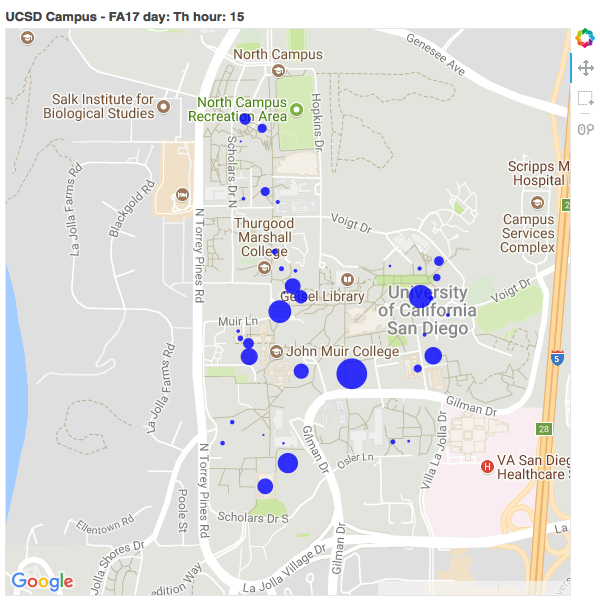 UCSD Campus - FA17 day: Th hour: 15
Genesee Ave
North Campus
Salk Institute for
Biological Studies
North Campus
Recreation Area
Hopkins Dr
Scholars Dr N
La Jolla Farms Rd
Blackgold Rd
Scripps M
Hospital
2
Campus
Services
Complex
N Torrey Pines Rd
Voigt Dr
Thurgood
Marshall
College
Geisel Library
University
of California
San Diego
Voigt Dr
Muir Ln
John Muir College
5
La Jolla Farms Rd
Gilman Dr
28
N Torrey Pines Rd
Gilman Dr
Osler Ln
Villa La Jolla Dr
H
VA San Dieg
Healthcare S
Poole St
Ellentown Rd
Scholars Dr S
La Jolla Shores Dr
Gilman Dr
La
Google
edition Way
La Jolla Village Dr